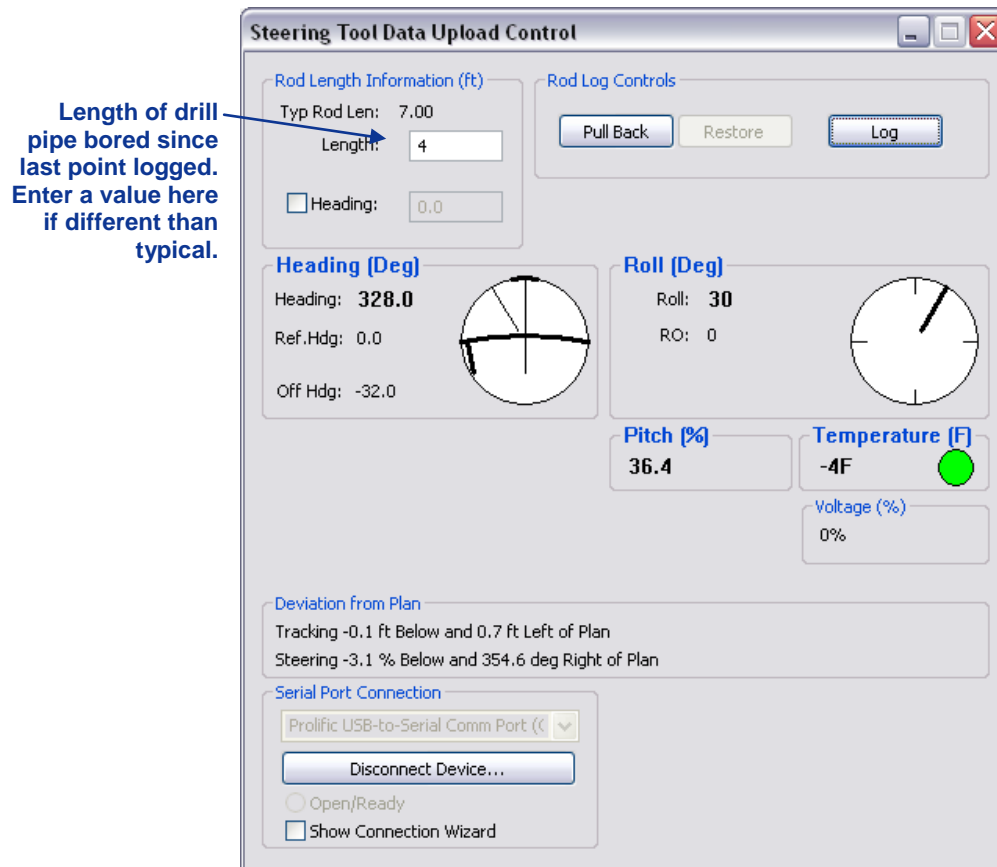 Steering Tool Data Upload Control
Length of drill
pipe bored since
last point logged.
Enter a value here
if different than
typical.
Rod Length Information (ft)
Typ Rod Len: 7.00
Length: 4
Heading: 0.0
Rod Log Controls
Pull Back Restore Log
Heading (Deg)
Heading: 328.0
Ref.Hdg: 0.0
Off Hdg: -32.0
Roll (Deg)
Roll: 30
RO: 0
Pitch (%)
36.4
Temperature (F)
-4F
Voltage (%)
0%
Deviation from Plan
Tracking -0.1 ft Below and 0.7 ft Left of Plan
Steering -3.1 % Below and 354.6 deg Right of Plan
Serial Port Connection
Prolific USB-to-Serial Comm Port (
Disconnect Device...
Open/Ready
Show Connection Wizard